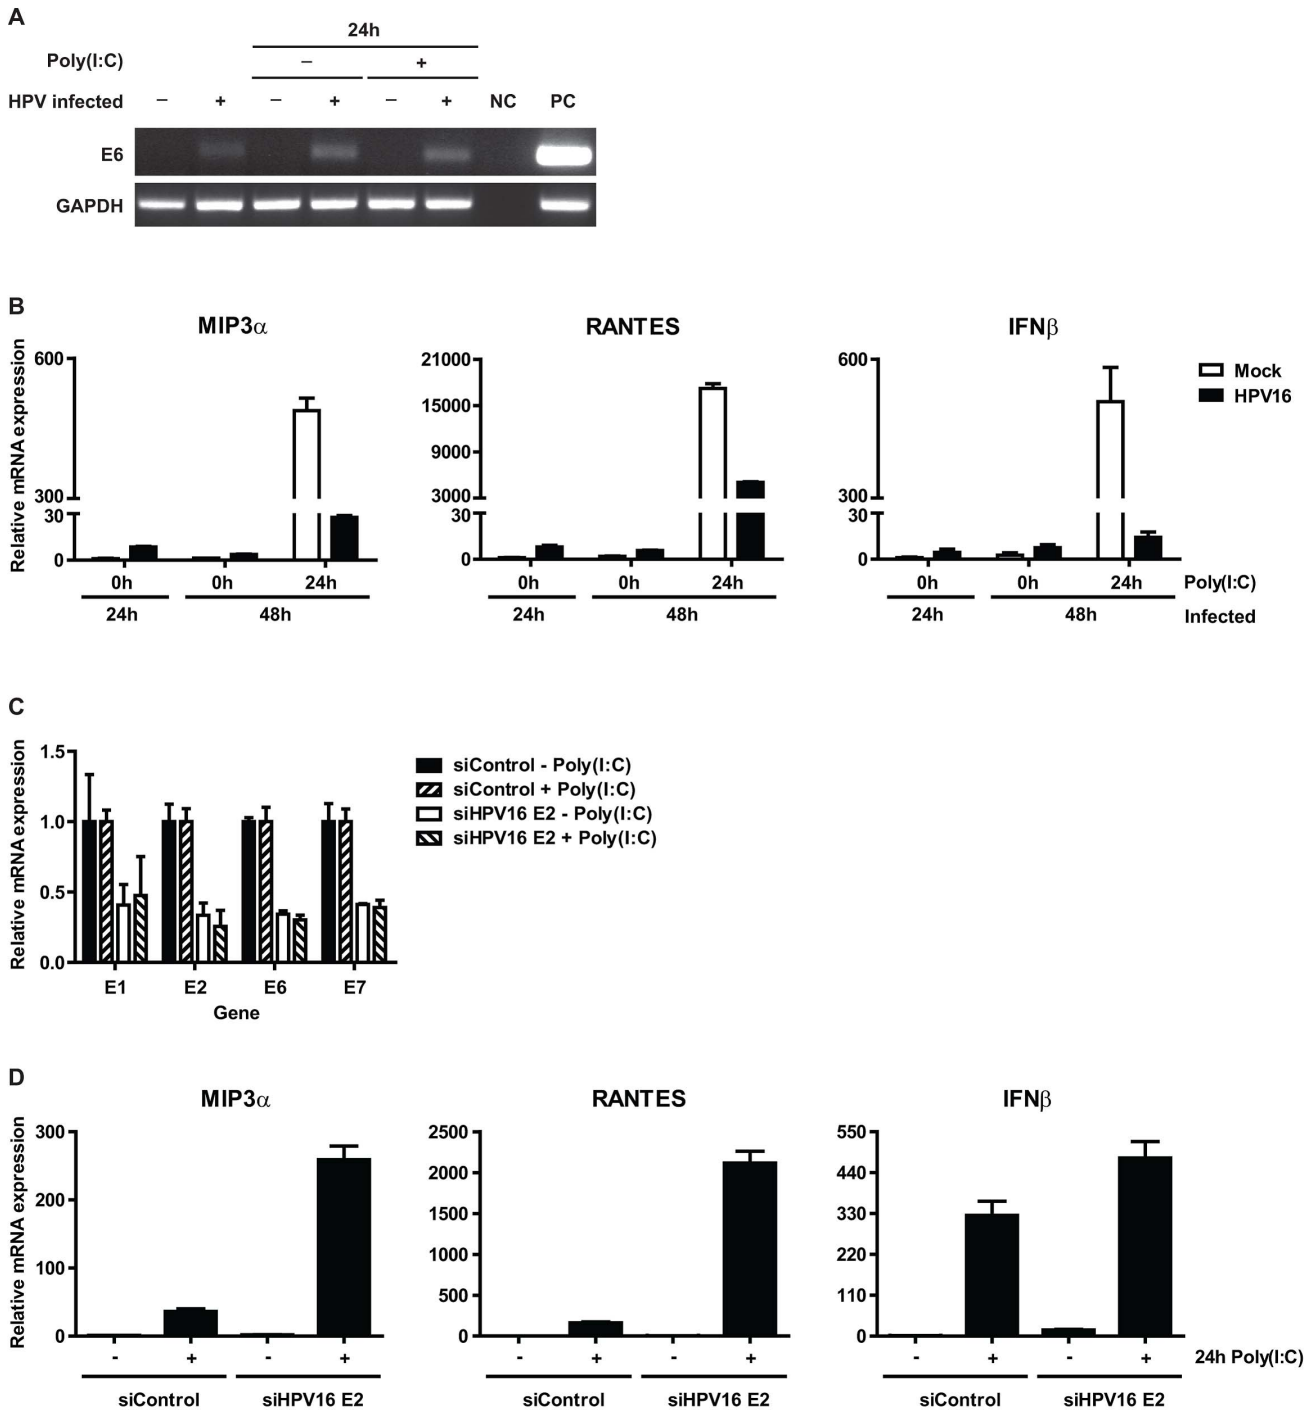 A
24h
Poly(I:C) – +
HPV infected – + – + – + NC PC
E6
GAPDH
B
MIP3α RANTES IFNβ
Relative mRNA expression
600 300 30 0
21000 15000 9000 3000 30 0
600 300 30 0
Mock
HPV16
0h 0h 24h 0h 0h 24h 0h 0h 24h Poly(I:C)
24h 48h 24h 48h 24h 48h Infected
C
Relative mRNA expression
1.5
1.0
0.5
0.0
E1 E2 E6 E7
Gene
siControl - Poly(I:C)
siControl + Poly(I:C)
siHPV16 E2 - Poly(I:C)
siHPV16 E2 + Poly(I:C)
D
MIP3α RANTES IFNβ
Relative mRNA expression
300 200 100 0
2500 2000 1500 1000 500 0
550 440 330 220 110 0
- + - + - + - + - + - + 24h Poly(I:C)
siControl siHPV16 E2 siControl siHPV16 E2 siControl siHPV16 E2